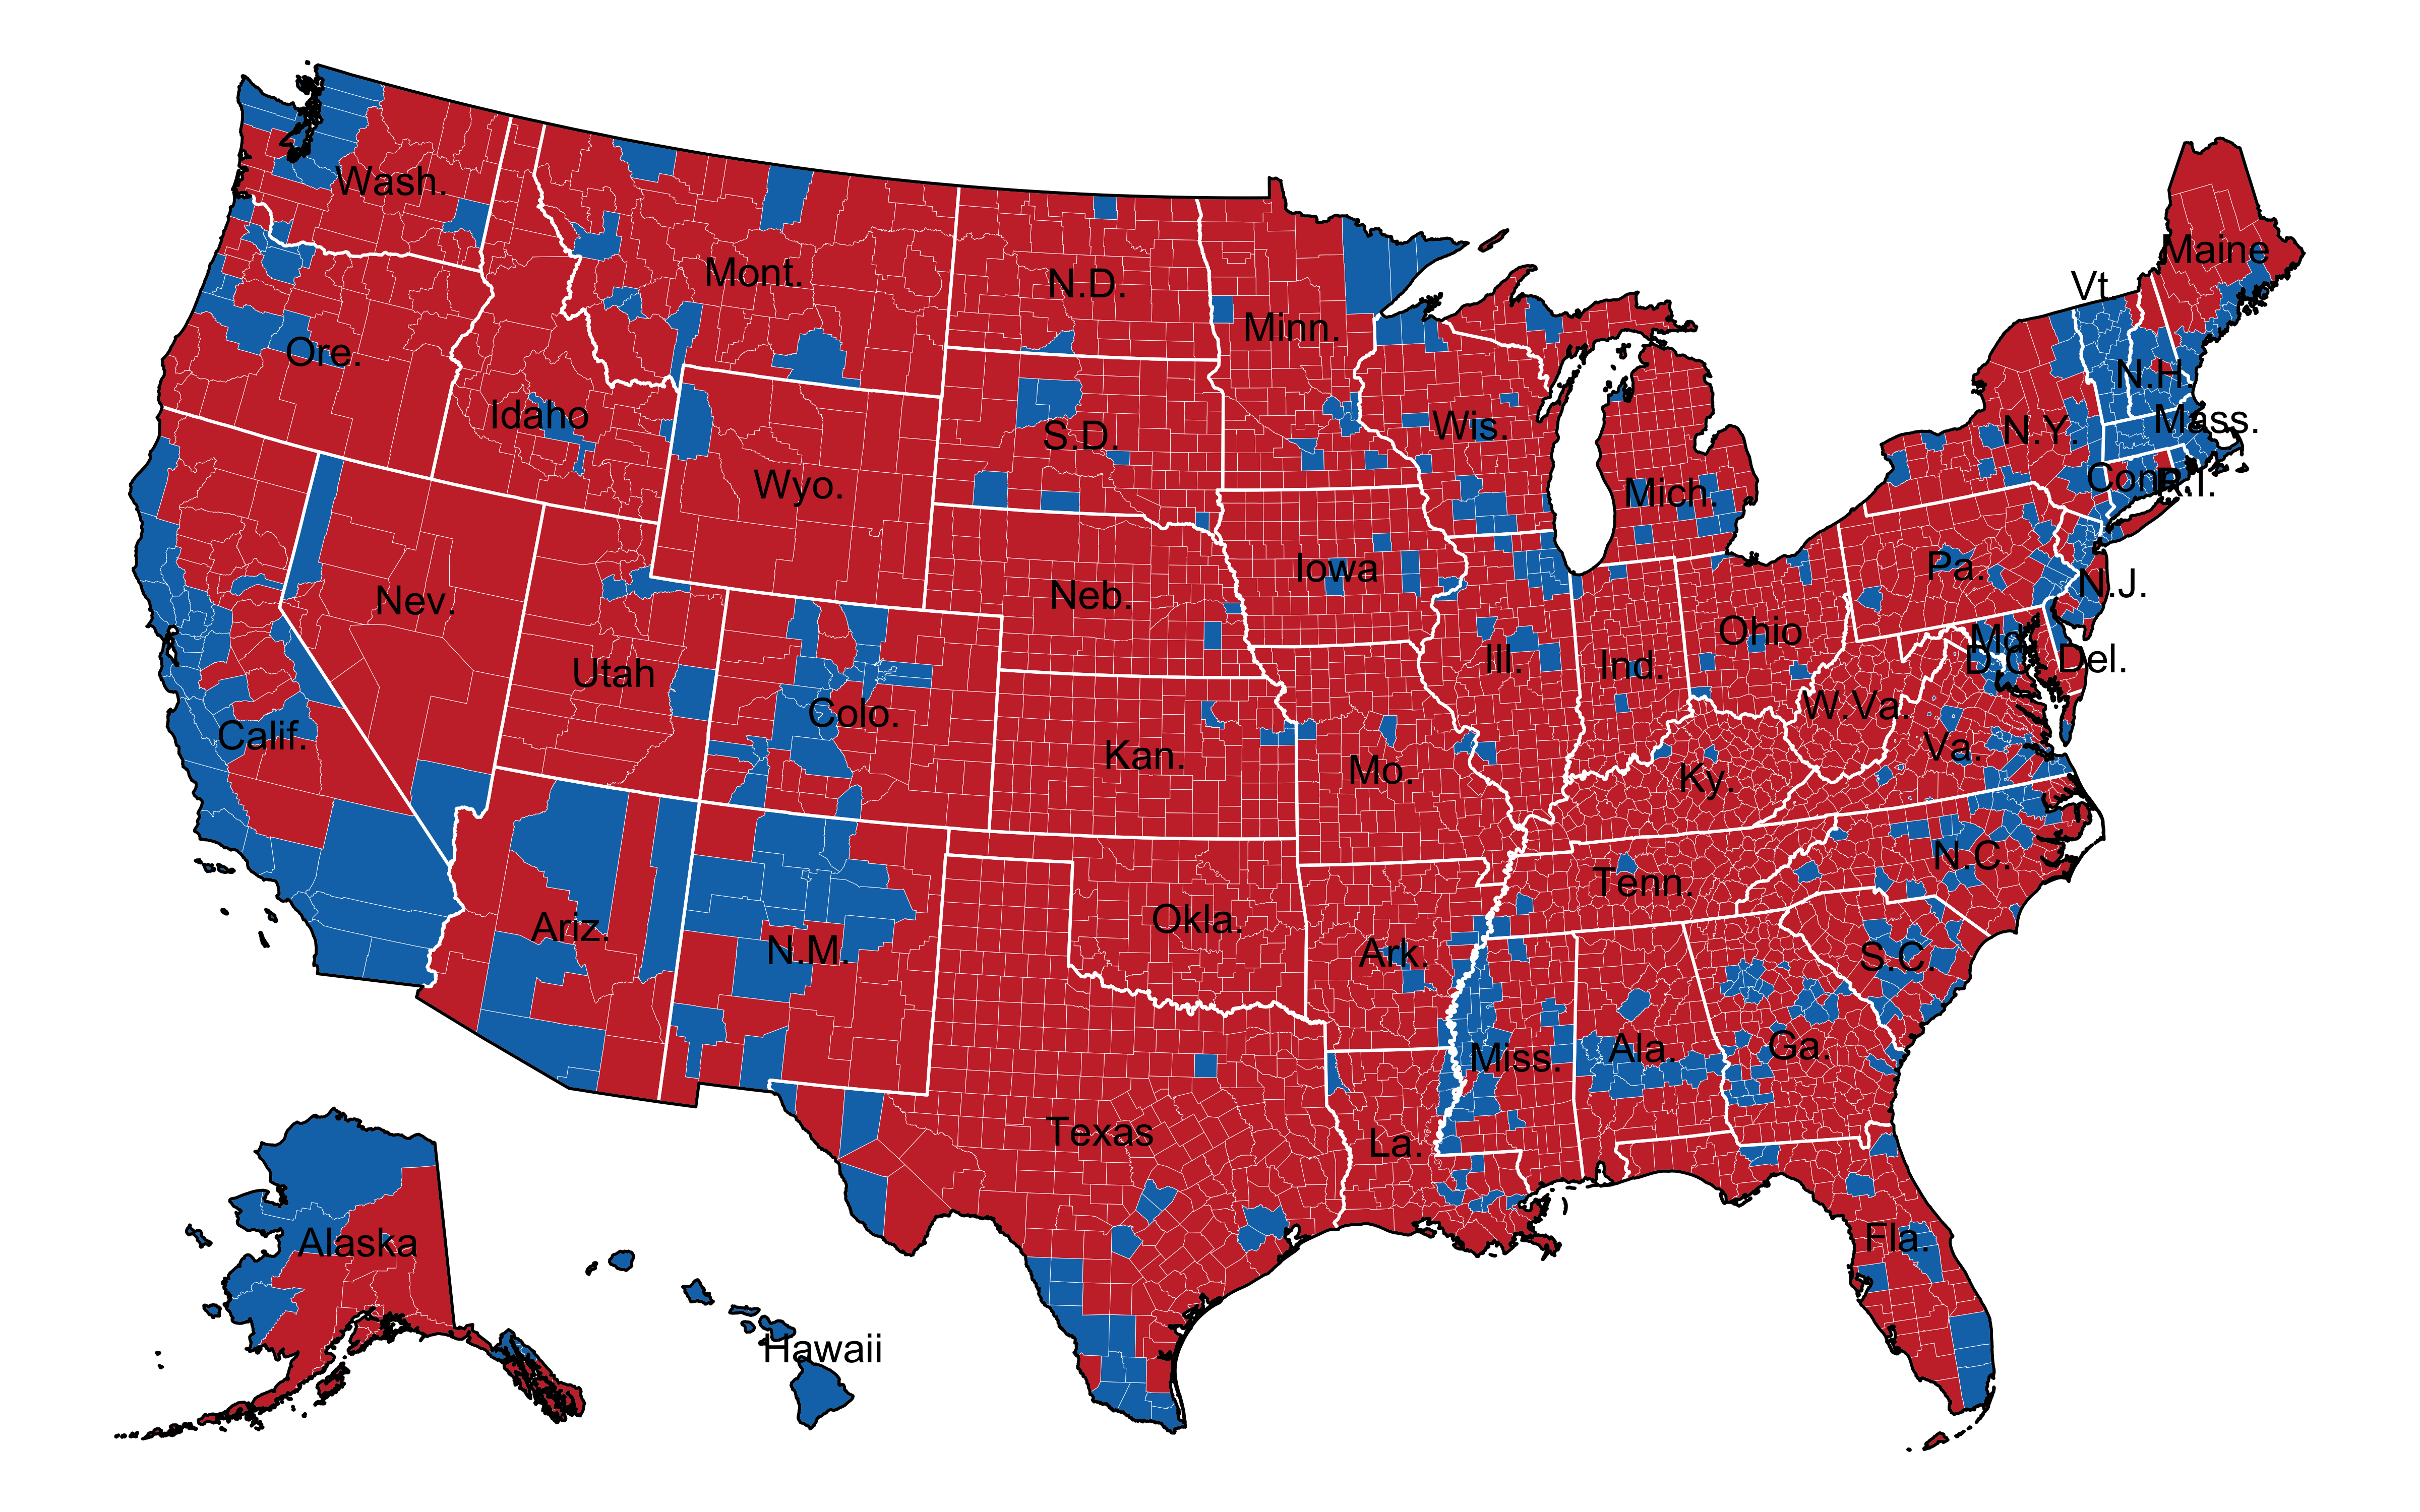 Wash.
Maine
Vt.
Mont.
N.D.
Minn.
Ore.
N.H.
Idaho
Mass.
S.D.
Wis.
N.Y.
Wyo.
Conn.
R.I.
Mich.
Iowa
Pa.
N.J.
Nev.
Neb.
Ohio
Md.
D.C.
Del.
Utah
Ill.
Ind.
Colo.
W.Va.
Calif.
Kan.
Va.
Mo.
Ky.
N.C.
Tenn.
Okla.
Ariz.
N.M.
Ark.
S.C.
Miss.
Ala.
Ga.
Texas
La.
Alaska
Fla.
Hawaii